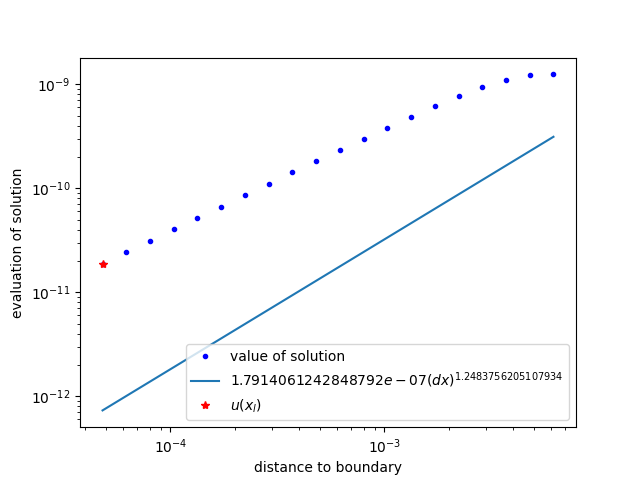 10⁻⁹
10⁻¹⁰
10⁻¹¹
10⁻¹²
evaluation of solution
value of solution
1.7914061242848792e − 07(dx)^1.2483756205107934
u(x_I)
10⁻⁴
10⁻³
distance to boundary